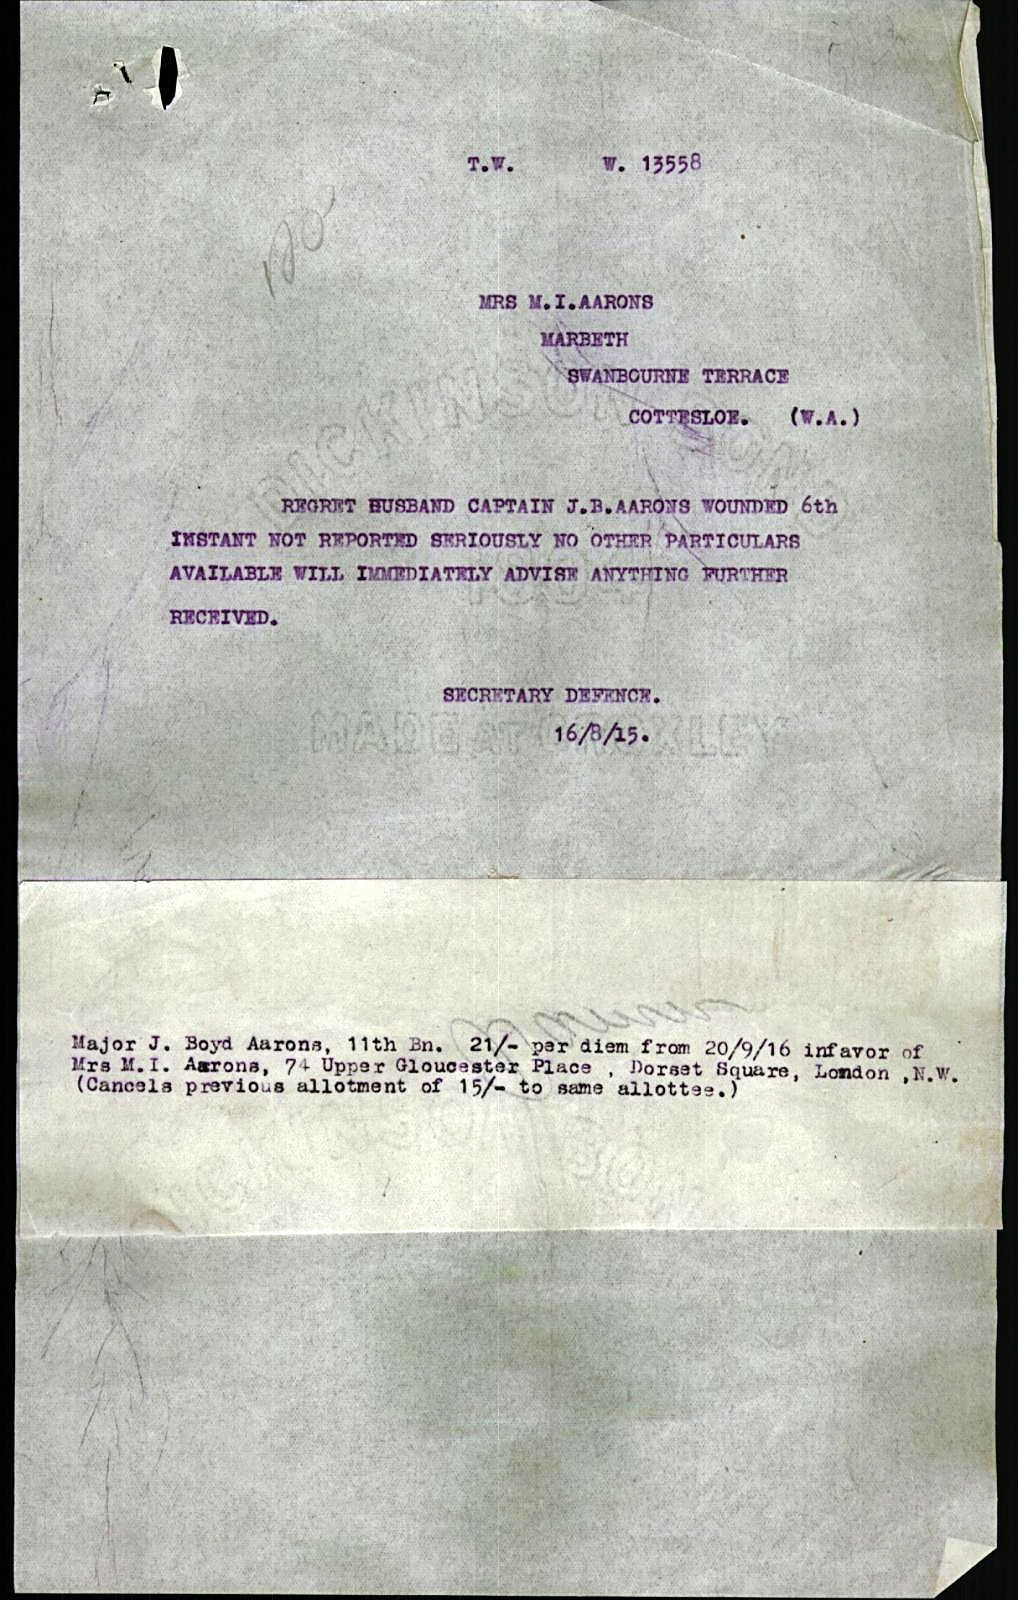 T.W. W. 13558
MRS M.I.AARONS
MARBETH
SWANBOURNE TERRACE
COTTESLOE. (W.A.)
REGRET HUSBAND CAPTAIN J.B.AARONS WOUNDED 6th
INSTANT NOT REPORTED SERIOUSLY NO OTHER PARTICULARS
AVAILABLE WILL IMMEDIATELY ADVISE ANYTHING FURTHER
RECEIVED.
SECRETARY DEFENCE.
16/8/15.
Major J. Boyd Aarons, 11th Bn. 21/- per diem from 20/9/16 infavor of
Mrs M.I. Aarons, 74 Upper Gloucester Place , Dorset Square, London ,N.W.
(Cancels previous allotment of 15/- to same allottee.)